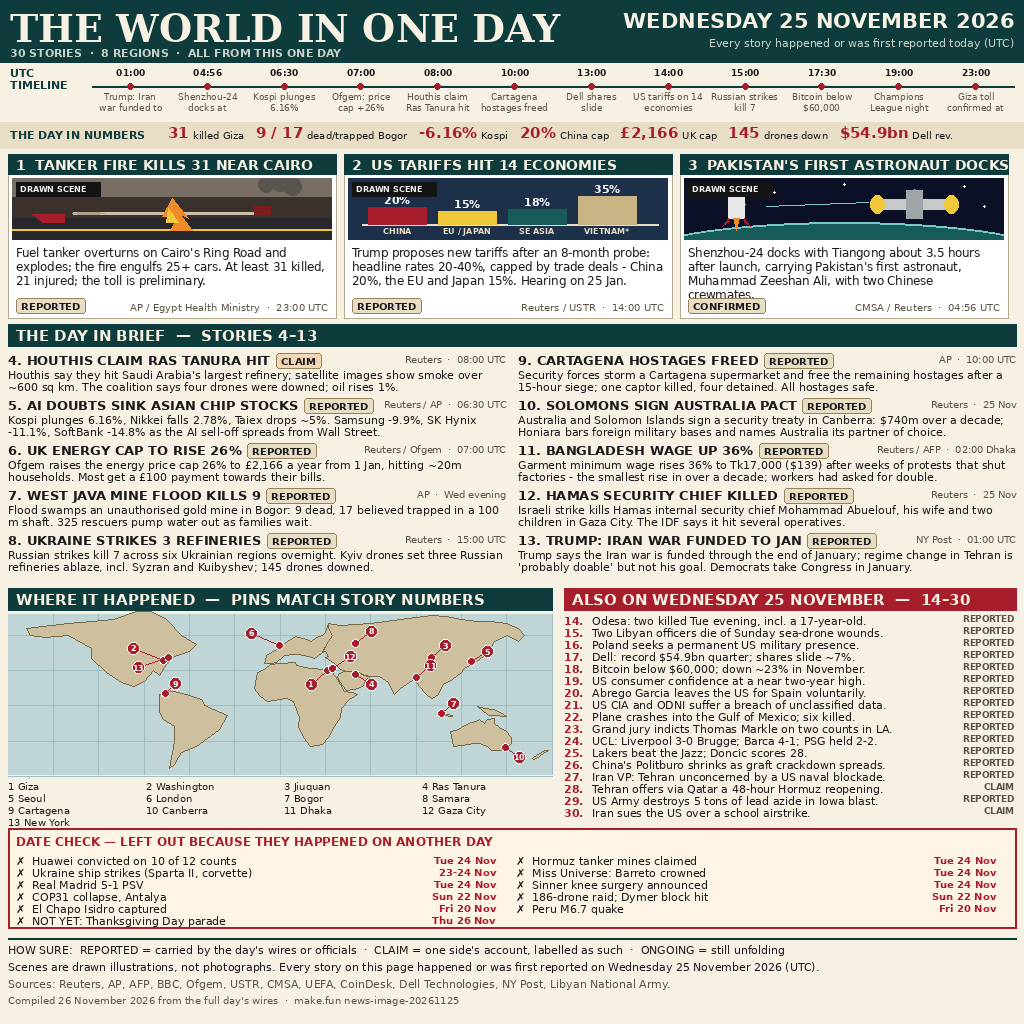 THE WORLD IN ONE DAY
WEDNESDAY 25 NOVEMBER 2026
30 STORIES · 8 REGIONS · ALL FROM THIS ONE DAY
Every story happened or was first reported today (UTC)
UTC
TIMELINE
01:00
Trump: Iran
war funded to
04:56
Shenzhou-24
docks at
06:30
Kospi plunges
6.16%
07:00
Ofgem: price
cap +26%
08:00
Houthis claim
Ras Tanura hit
10:00
Cartagena
hostages freed
13:00
Dell shares
slide
14:00
US tariffs on 14
economies
15:00
Russian strikes
kill 7
17:30
Bitcoin below
$60,000
19:00
Champions
League night
23:00
Giza toll
confirmed at
THE DAY IN NUMBERS 31 killed Giza 9 / 17 dead/trapped Bogor -6.16% Kospi 20% China cap £2,166 UK cap 145 drones down $54.9bn Dell rev.
1 TANKER FIRE KILLS 31 NEAR CAIRO
DRAWN SCENE
Fuel tanker overturns on Cairo's Ring Road and
explodes; the fire engulfs 25+ cars. At least 31 killed,
21 injured; the toll is preliminary.
REPORTED
AP / Egypt Health Ministry · 23:00 UTC
2 US TARIFFS HIT 14 ECONOMIES
DRAWN SCENE
20%
15%
18%
35%
CHINA
EU / JAPAN
SE ASIA
VIETNAM*
Trump proposes new tariffs after an 8-month probe:
headline rates 20-40%, capped by trade deals - China
20%, the EU and Japan 15%. Hearing on 25 Jan.
REPORTED
Reuters / USTR · 14:00 UTC
3 PAKISTAN'S FIRST ASTRONAUT DOCKS
DRAWN SCENE
Shenzhou-24 docks with Tiangong about 3.5 hours
after launch, carrying Pakistan's first astronaut,
Muhammad Zeeshan Ali, with two Chinese
crewmates.
CONFIRMED
CMSA / Reuters · 04:56 UTC
THE DAY IN BRIEF — STORIES 4–13
4. HOUTHIS CLAIM RAS TANURA HIT CLAIM Reuters · 08:00 UTC
Houthis say they hit Saudi Arabia's largest refinery; satellite images show smoke over
~600 sq km. The coalition says four drones were downed; oil rises 1%.
5. AI DOUBTS SINK ASIAN CHIP STOCKS REPORTED Reuters / AP · 06:30 UTC
Kospi plunges 6.16%, Nikkei falls 2.78%, Taiex drops ~5%. Samsung -9.9%, SK Hynix
-11.1%, SoftBank -14.8% as the AI sell-off spreads from Wall Street.
6. UK ENERGY CAP TO RISE 26% REPORTED Reuters / Ofgem · 07:00 UTC
Ofgem raises the energy price cap 26% to £2,166 a year from 1 Jan, hitting ~20m
households. Most get a £100 payment towards their bills.
7. WEST JAVA MINE FLOOD KILLS 9 REPORTED AP · Wed evening
Flood swamps an unauthorised gold mine in Bogor: 9 dead, 17 believed trapped in a 100
m shaft. 325 rescuers pump water out as families wait.
8. UKRAINE STRIKES 3 REFINERIES REPORTED Reuters · 15:00 UTC
Russian strikes kill 7 across six Ukrainian regions overnight. Kyiv drones set three Russian
refineries ablaze, incl. Syzran and Kuibyshev; 145 drones downed.
9. CARTAGENA HOSTAGES FREED REPORTED AP · 10:00 UTC
Security forces storm a Cartagena supermarket and free the remaining hostages after a
15-hour siege; one captor killed, four detained. All hostages safe.
10. SOLOMONS SIGN AUSTRALIA PACT REPORTED Reuters · 25 Nov
Australia and Solomon Islands sign a security treaty in Canberra: $740m over a decade;
Honiara bars foreign military bases and names Australia its partner of choice.
11. BANGLADESH WAGE UP 36% REPORTED Reuters / AFP · 02:00 Dhaka
Garment minimum wage rises 36% to Tk17,000 ($139) after weeks of protests that shut
factories - the smallest rise in over a decade; workers had asked for double.
12. HAMAS SECURITY CHIEF KILLED REPORTED Reuters · 25 Nov
Israeli strike kills Hamas internal security chief Mohammad Abuelouf, his wife and two
children in Gaza City. The IDF says it hit several operatives.
13. TRUMP: IRAN WAR FUNDED TO JAN REPORTED NY Post · 01:00 UTC
Trump says the Iran war is funded through the end of January; regime change in Tehran is
'probably doable' but not his goal. Democrats take Congress in January.
WHERE IT HAPPENED — PINS MATCH STORY NUMBERS
6
8
2
12
3
5
13
11
9
1
4
7
10
1 Giza
2 Washington
3 Jiuquan
4 Ras Tanura
5 Seoul
6 London
7 Bogor
8 Samara
9 Cartagena
10 Canberra
11 Dhaka
12 Gaza City
13 New York
ALSO ON WEDNESDAY 25 NOVEMBER — 14–30
14. Odesa: two killed Tue evening, incl. a 17-year-old. REPORTED
15. Two Libyan officers die of Sunday sea-drone wounds. REPORTED
16. Poland seeks a permanent US military presence. REPORTED
17. Dell: record $54.9bn quarter; shares slide ~7%. REPORTED
18. Bitcoin below $60,000; down ~23% in November. REPORTED
19. US consumer confidence at a near two-year high. REPORTED
20. Abrego Garcia leaves the US for Spain voluntarily. REPORTED
21. US CIA and ODNI suffer a breach of unclassified data. REPORTED
22. Plane crashes into the Gulf of Mexico; six killed. REPORTED
23. Grand jury indicts Thomas Markle on two counts in LA. REPORTED
24. UCL: Liverpool 3-0 Brugge; Barca 4-1; PSG held 2-2. REPORTED
25. Lakers beat the Jazz; Doncic scores 28. REPORTED
26. China's Politburo shrinks as graft crackdown spreads. REPORTED
27. Iran VP: Tehran unconcerned by a US naval blockade. REPORTED
28. Tehran offers via Qatar a 48-hour Hormuz reopening. CLAIM
29. US Army destroys 5 tons of lead azide in Iowa blast. REPORTED
30. Iran sues the US over a school airstrike. CLAIM
DATE CHECK — LEFT OUT BECAUSE THEY HAPPENED ON ANOTHER DAY
✗ Huawei convicted on 10 of 12 counts Tue 24 Nov
✗ Ukraine ship strikes (Sparta II, corvette) 23-24 Nov
✗ Real Madrid 5-1 PSV Tue 24 Nov
✗ COP31 collapse, Antalya Sun 22 Nov
✗ El Chapo Isidro captured Fri 20 Nov
✗ NOT YET: Thanksgiving Day parade Thu 26 Nov
✗ Hormuz tanker mines claimed Tue 24 Nov
✗ Miss Universe: Barreto crowned Tue 24 Nov
✗ Sinner knee surgery announced Tue 24 Nov
✗ 186-drone raid; Dymer block hit Sun 22 Nov
✗ Peru M6.7 quake Fri 20 Nov
HOW SURE: REPORTED = carried by the day's wires or officials · CLAIM = one side's account, labelled as such · ONGOING = still unfolding
Scenes are drawn illustrations, not photographs. Every story on this page happened or was first reported on Wednesday 25 November 2026 (UTC).
Sources: Reuters, AP, AFP, BBC, Ofgem, USTR, CMSA, UEFA, CoinDesk, Dell Technologies, NY Post, Libyan National Army.
Compiled 26 November 2026 from the full day's wires · make.fun news-image-20261125